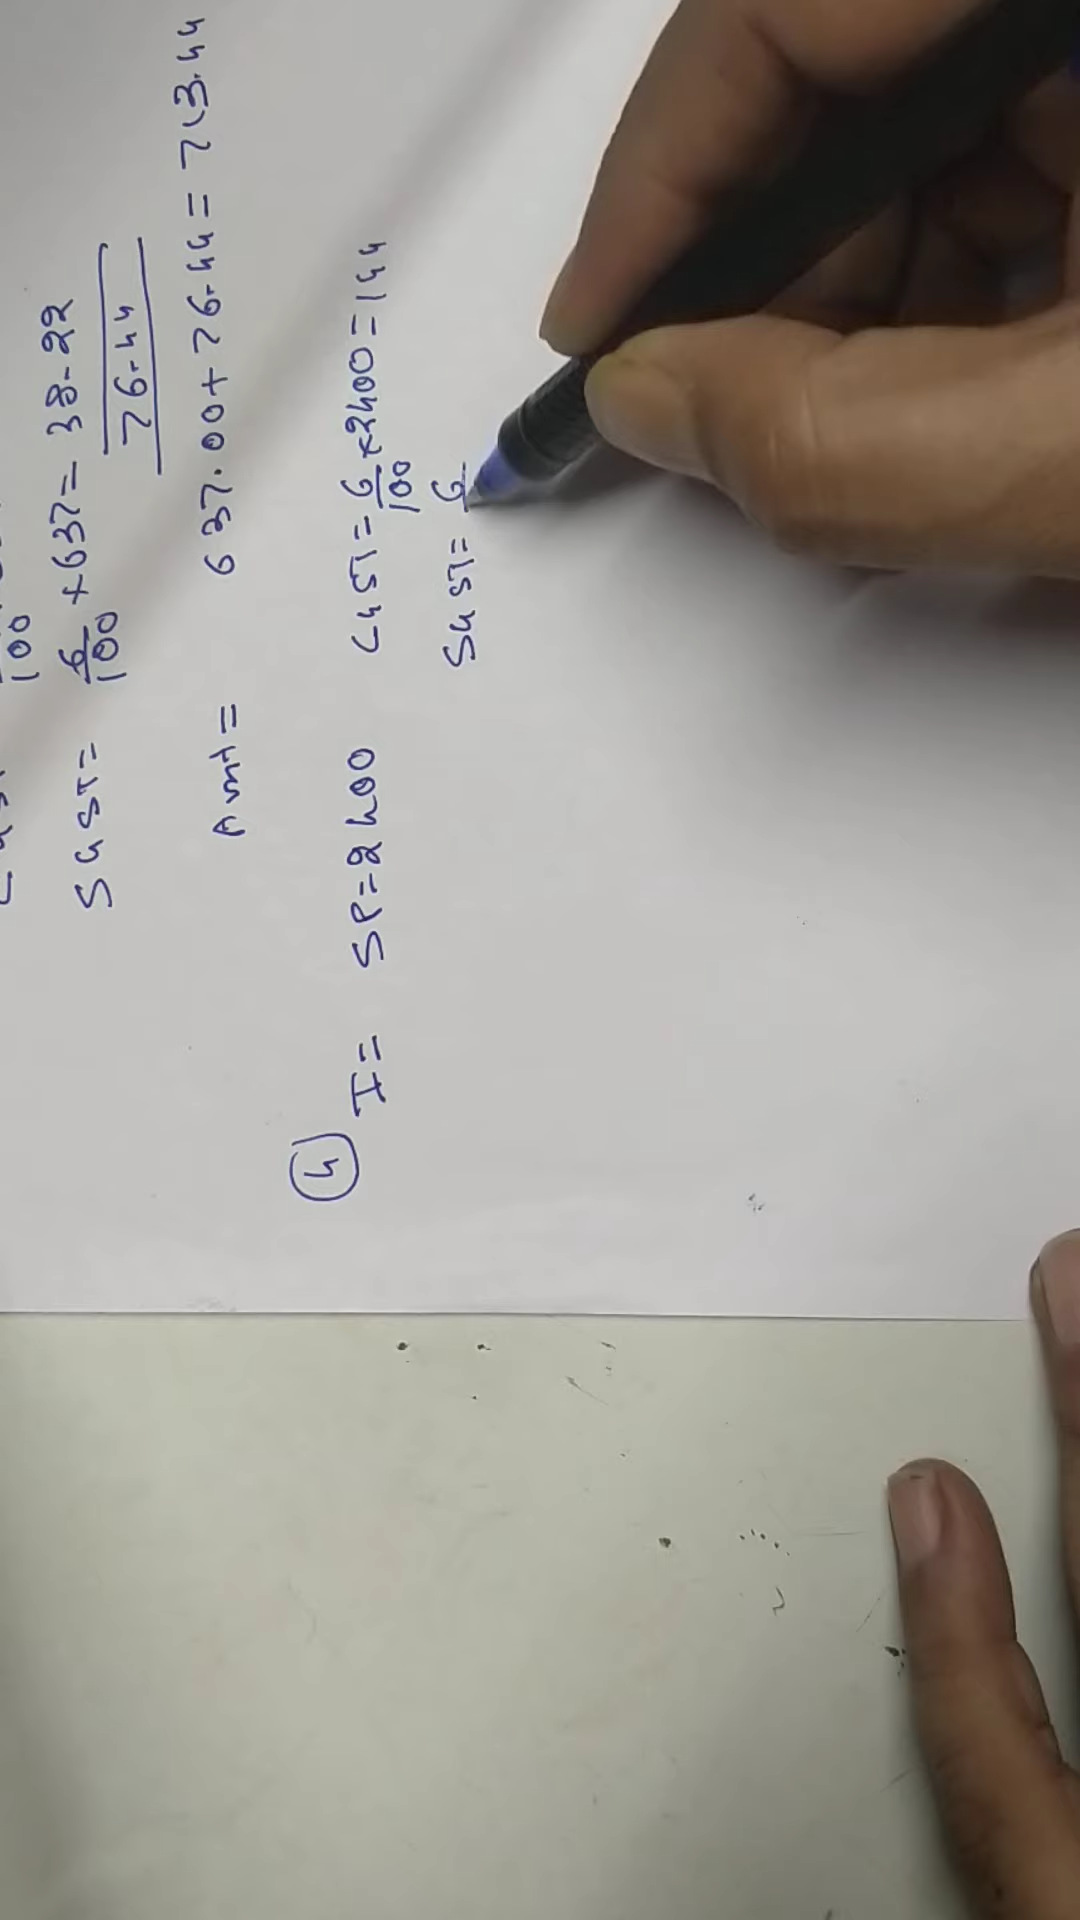 100
SGST = 6/100 × 637 = 38.22
76.44
Amt = 637.00 + 76.44 = 713.44
(4) I = SP = 2400 CGST = 6/100 × 2400 = 144
SGST = 6